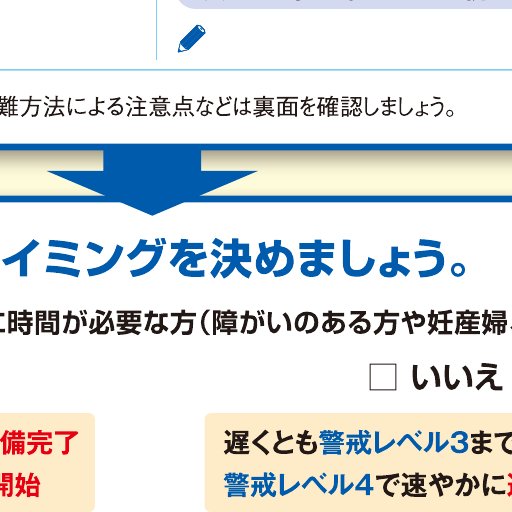 難方法による注意点などは裏面を確認しましょう。
イミングを決めましょう。
に時間が必要な方（障がいのある方や妊産婦、
□ いいえ
備完了
開始
遅くとも警戒レベル3まで
警戒レベル4で速やかに